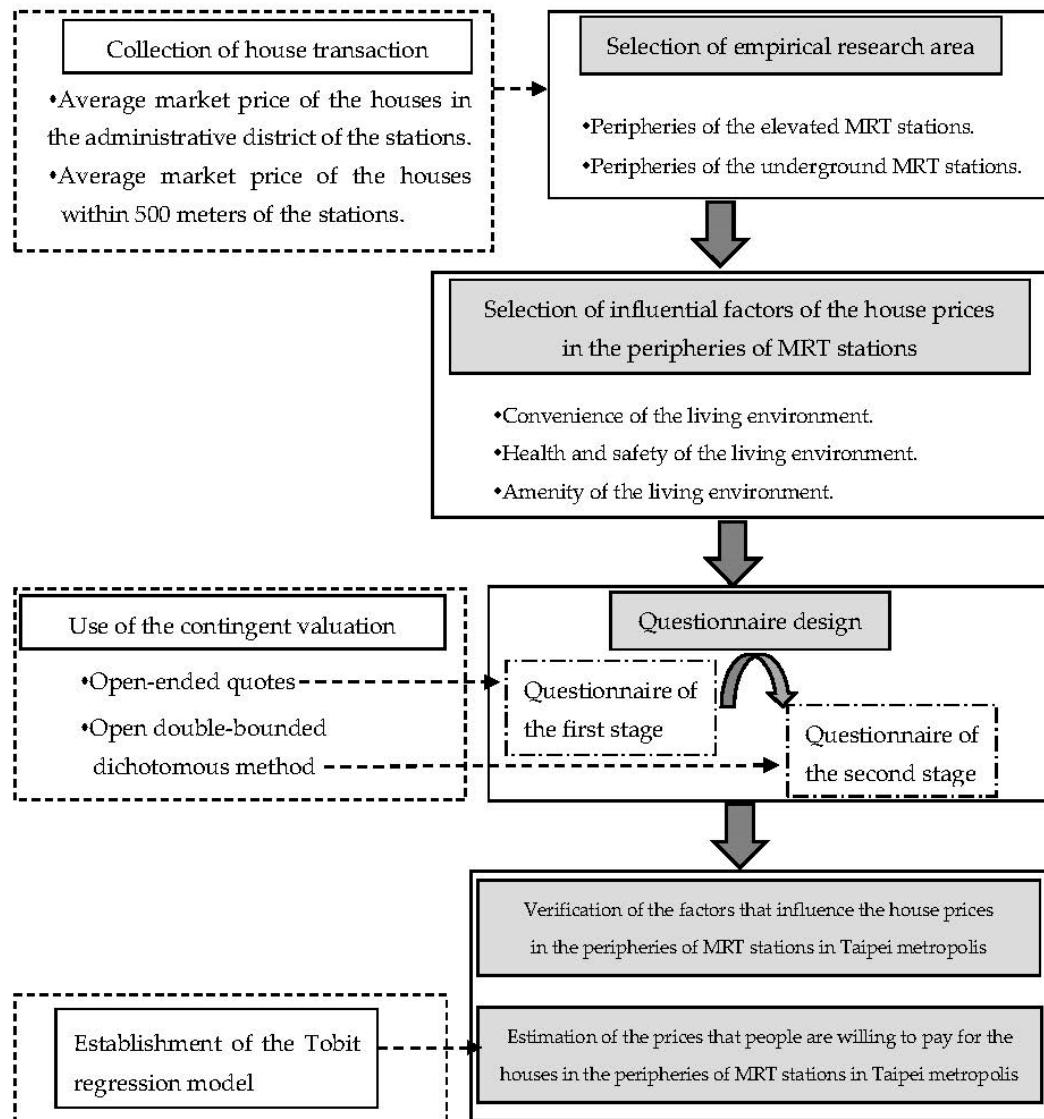 Collection of house transaction
•Average market price of the houses in
the administrative district of the stations.
•Average market price of the houses
within 500 meters of the stations.
Selection of empirical research area
•Peripheries of the elevated MRT stations.
•Peripheries of the underground MRT stations.
Selection of influential factors of the house prices
in the peripheries of MRT stations
•Convenience of the living environment.
•Health and safety of the living environment.
•Amenity of the living environment.
Use of the contingent valuation
•Open-ended quotes
•Open double-bounded
dichotomous method
Questionnaire design
Questionnaire of
the first stage
Questionnaire of
the second stage
Verification of the factors that influence the house prices
in the peripheries of MRT stations in Taipei metropolis
Establishment of the Tobit
regression model
Estimation of the prices that people are willing to pay for the
houses in the peripheries of MRT stations in Taipei metropolis